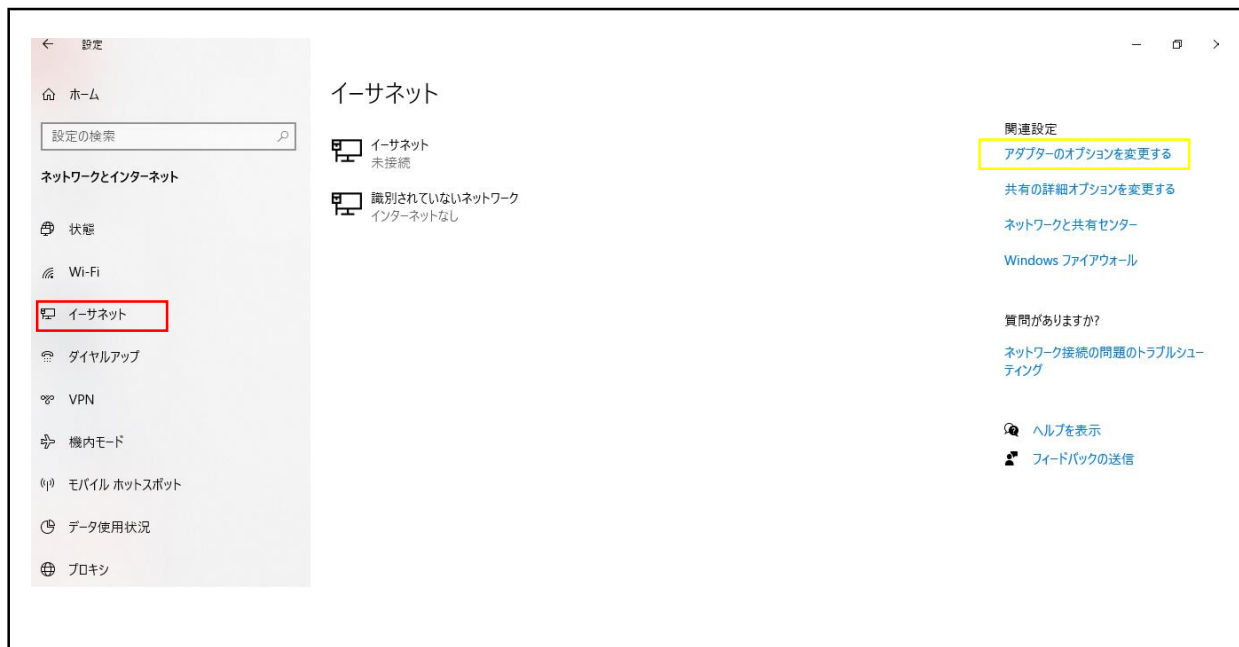 設定
ホーム
設定の検索
ネットワークとインターネット
状態
Wi-Fi
イーサネット
ダイヤルアップ
VPN
機内モード
モバイル ホットスポット
データ使用状況
プロキシ
イーサネット
イーサネット
未接続
識別されていないネットワーク
インターネットなし
関連設定
アダプターのオプションを変更する
共有の詳細オプションを変更する
ネットワークと共有センター
Windows ファイアウォール
質問がありますか?
ネットワーク接続の問題のトラブルシュー
ティング
ヘルプを表示
フィードバックの送信